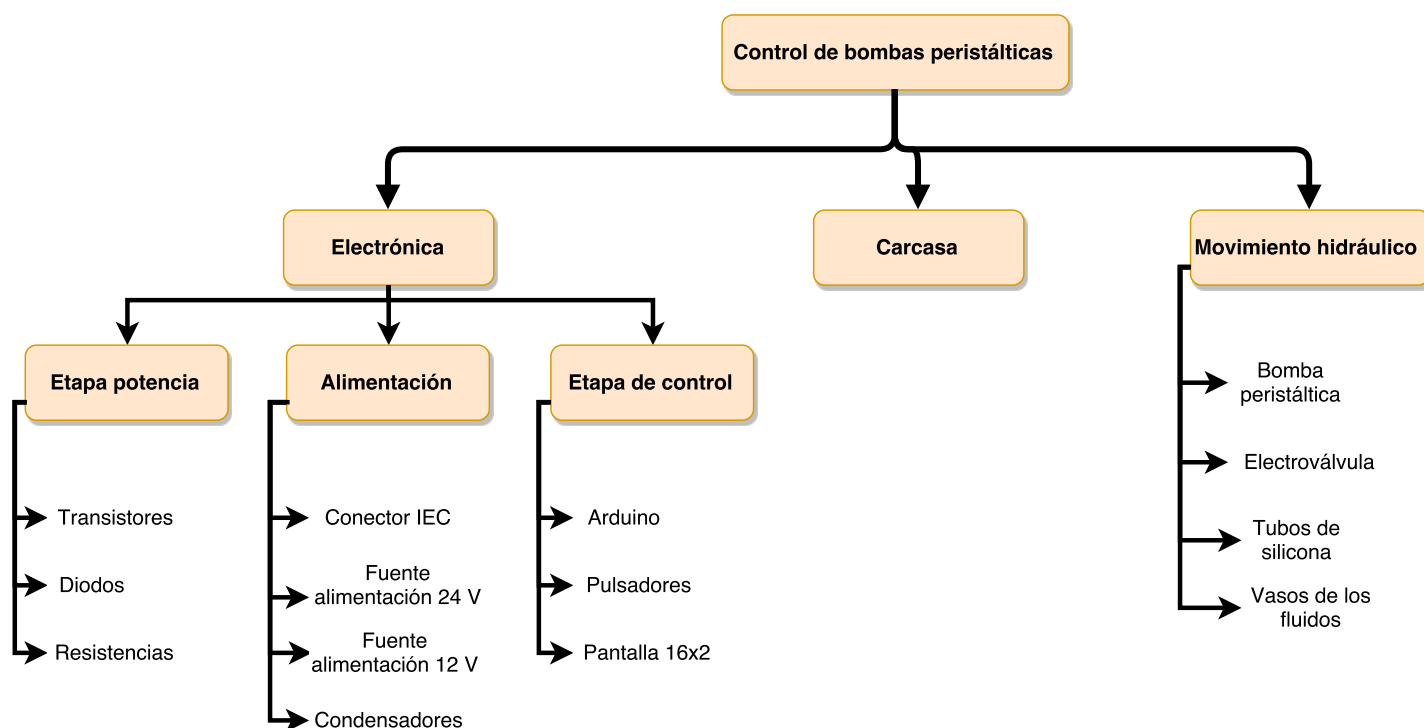 Control de bombas peristálticas
Electrónica
Carcasa
Movimiento hidráulico
Etapa potencia
Alimentación
Etapa de control
Transistores
Diodos
Resistencias
Conector IEC
Fuente
alimentación 24 V
Fuente
alimentación 12 V
Condensadores
Arduino
Pulsadores
Pantalla 16x2
Bomba
peristáltica
Electroválvula
Tubos de
silicona
Vasos de los
fluidos